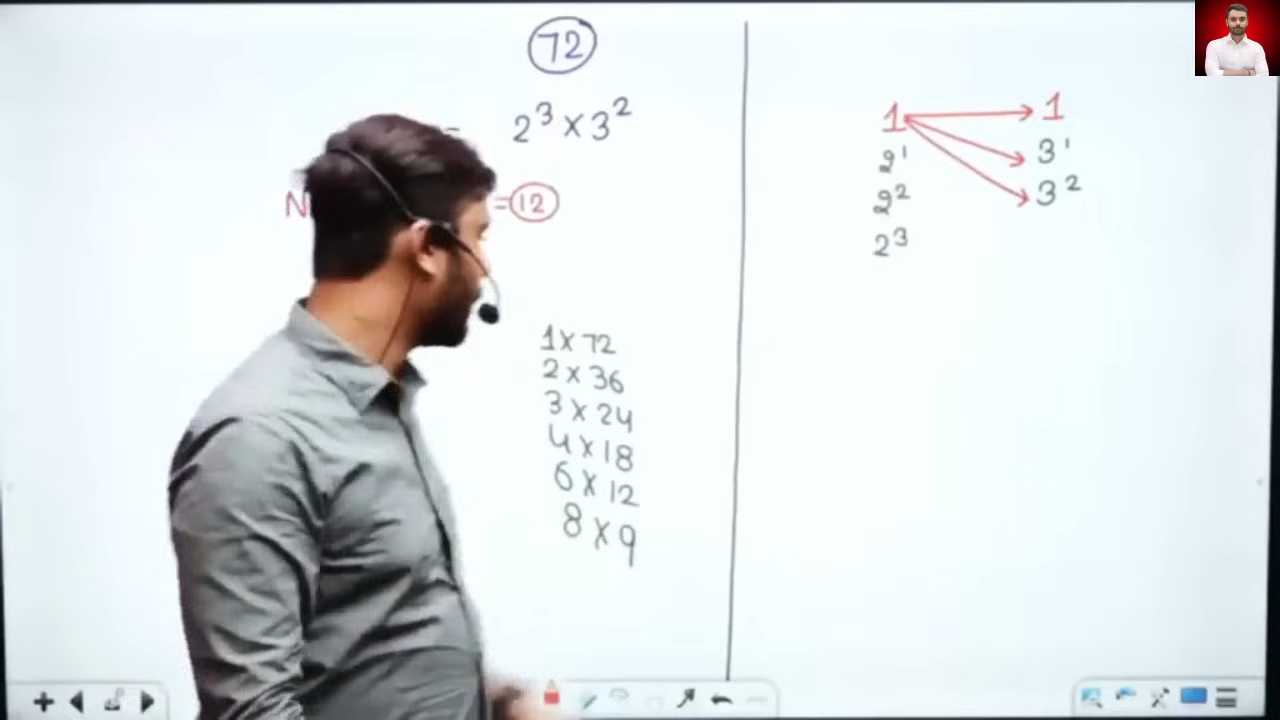 72
= 2³ x 3²
N =12
1 x 72
2 x 36
3 x 24
4 x 18
6 x 12
8 x 9
1 → 1
2¹ 3¹
2² 3²
2³